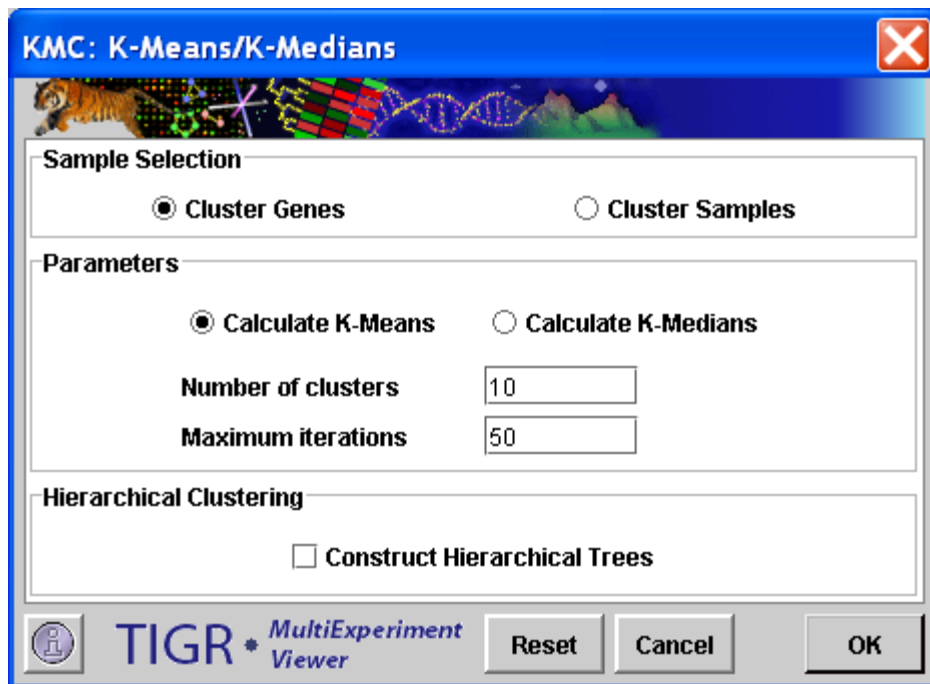 KMC: K-Means/K-Medians
Sample Selection
Cluster Genes Cluster Samples
Parameters
Calculate K-Means Calculate K-Medians
Number of clusters 10
Maximum iterations 50
Hierarchical Clustering
Construct Hierarchical Trees
TIGR MultiExperiment
Viewer
Reset Cancel OK